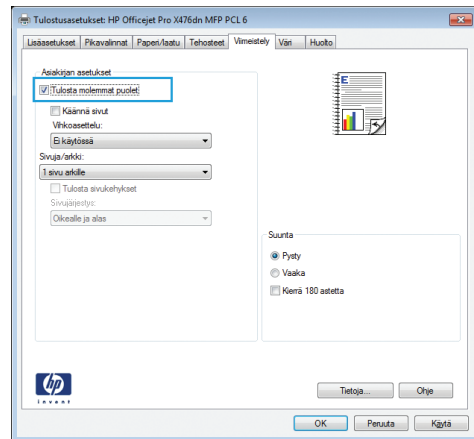 Tulostusasetukset: HP Officejet Pro X476dn MFP PCL 6
Lisäasetukset Pikavalinnat Paperi/laatu Tehosteet Viimeistely Väri Huolto
Asiakirjan asetukset
Tulosta molemmat puolet
Käännä sivut
Vihkoasettelu:
Ei käytössä
Sivuja/arkki:
1 sivu arkille
Tulosta sivukehykset
Sivujärjestys:
Oikealle ja alas
E
Suunta
Pysty
Vaaka
Kierrä 180 astetta
hp
invent
Tietoja... Ohje
OK Peruuta Käytä